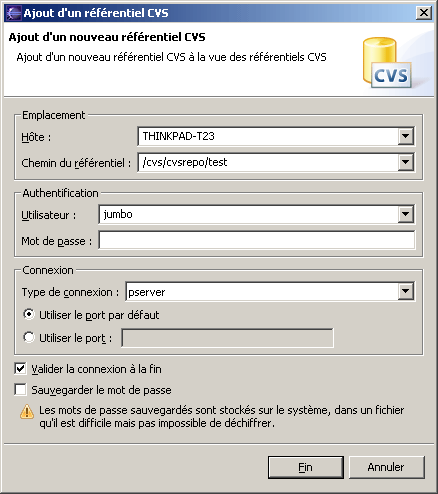 Ajout d'un référentiel CVS
Ajout d'un nouveau référentiel CVS
Ajout d'un nouveau référentiel CVS à la vue des référentiels CVS
CVS
Emplacement
Hôte : THINKPAD-T23
Chemin du référentiel : /cvs/cvsrepo/test
Authentification
Utilisateur : jumbo
Mot de passe :
Connexion
Type de connexion : pserver
Utiliser le port par défaut
Utiliser le port :
Valider la connexion à la fin
Sauvegarder le mot de passe
Les mots de passe sauvegardés sont stockés sur le système, dans un fichier
qu'il est difficile mais pas impossible de déchiffrer.
Fin Annuler